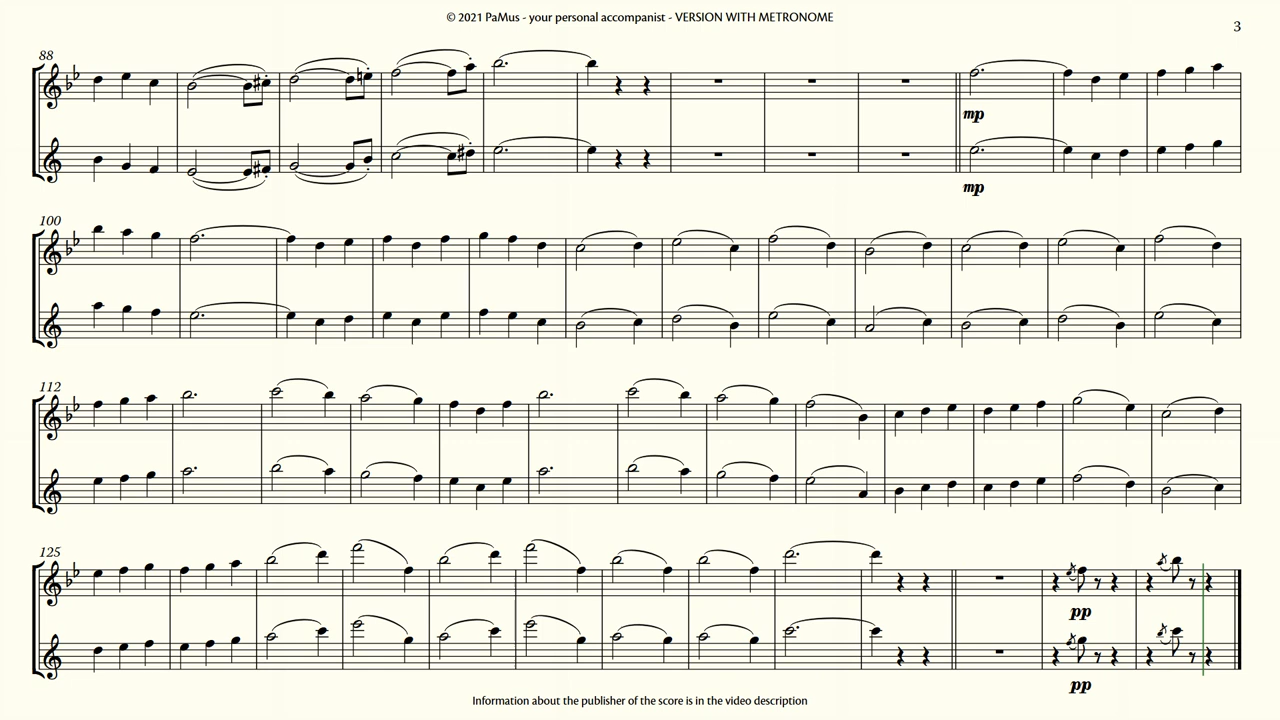 © 2021 PaMus - your personal accompanist - VERSION WITH METRONOME
3
88
mp
mp
100
112
125
pp
pp
Information about the publisher of the score is in the video description